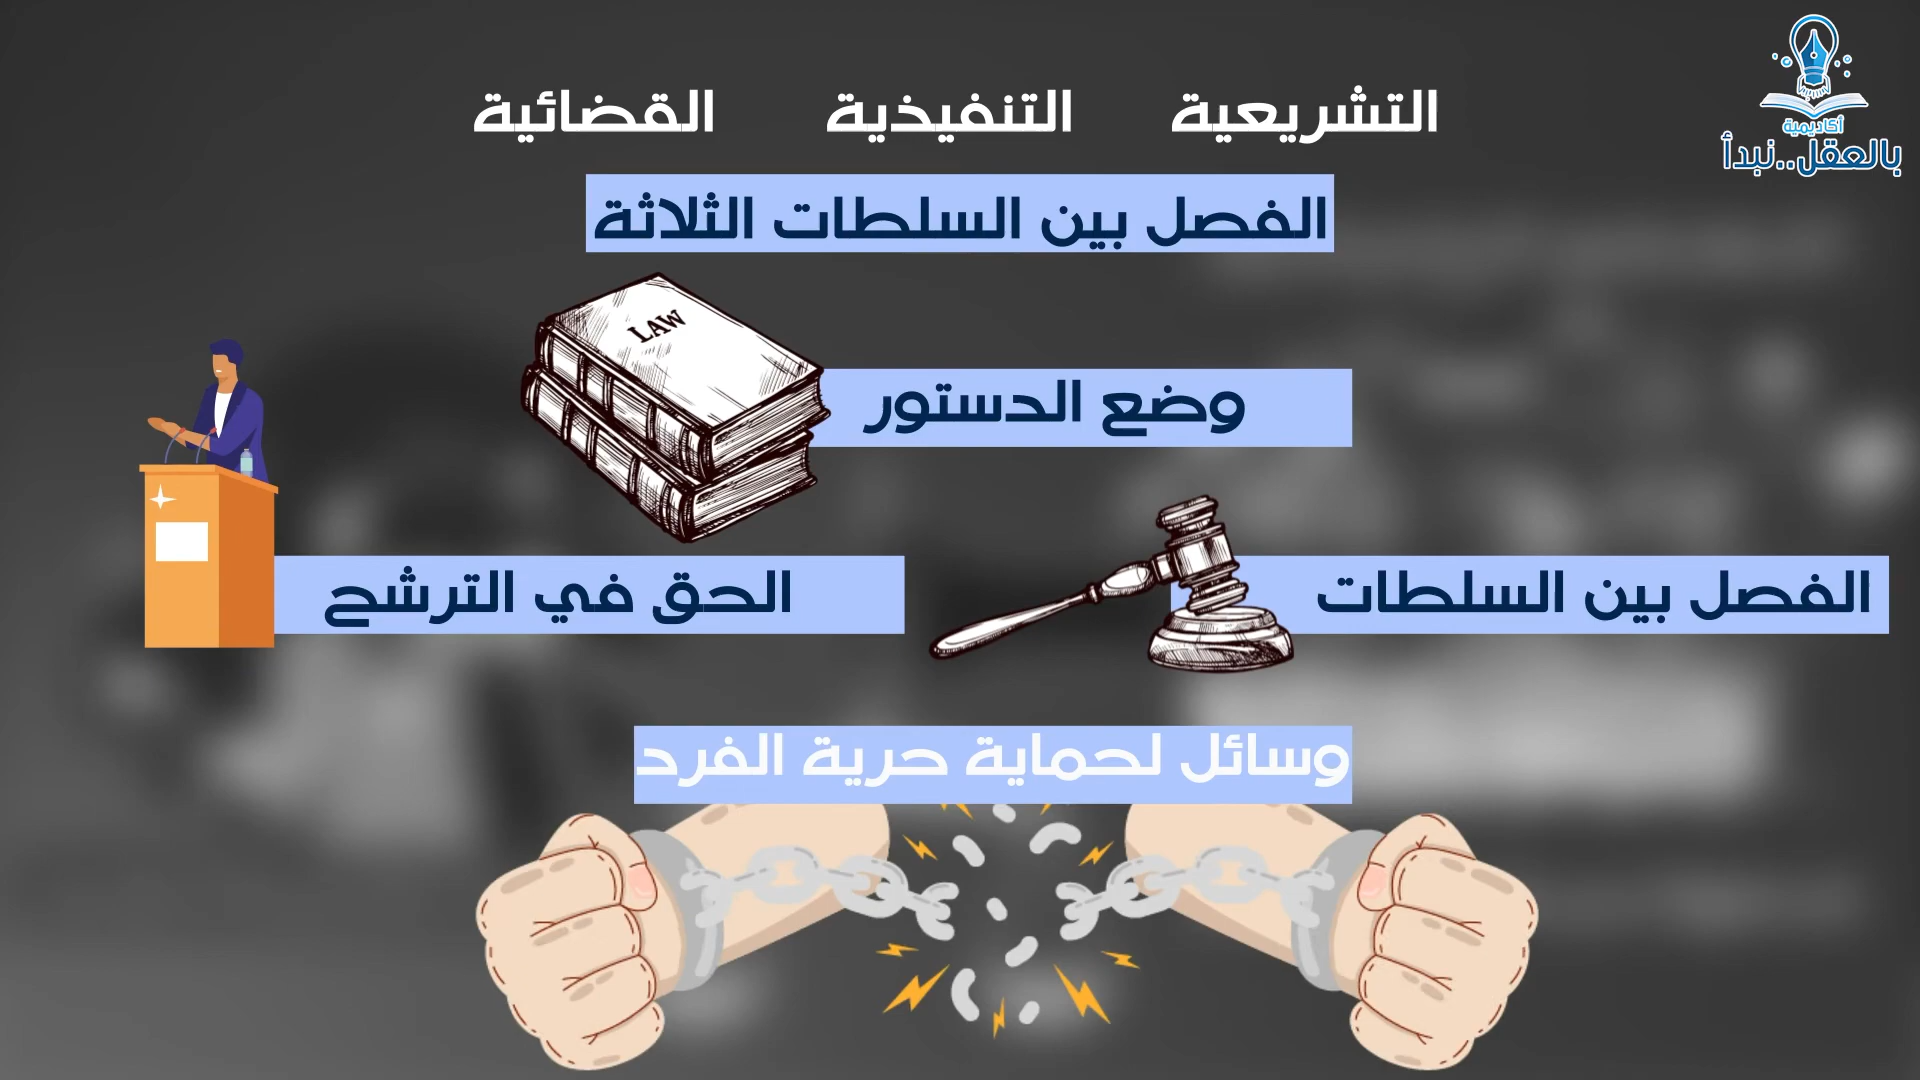 أكاديمية
بالعقل..نبدأ
التشريعية التنفيذية القضائية
الفصل بين السلطات الثلاثة
LAW
وضع الدستور
الفصل بين السلطات
الحق في الترشح
وسائل لحماية حرية الفرد